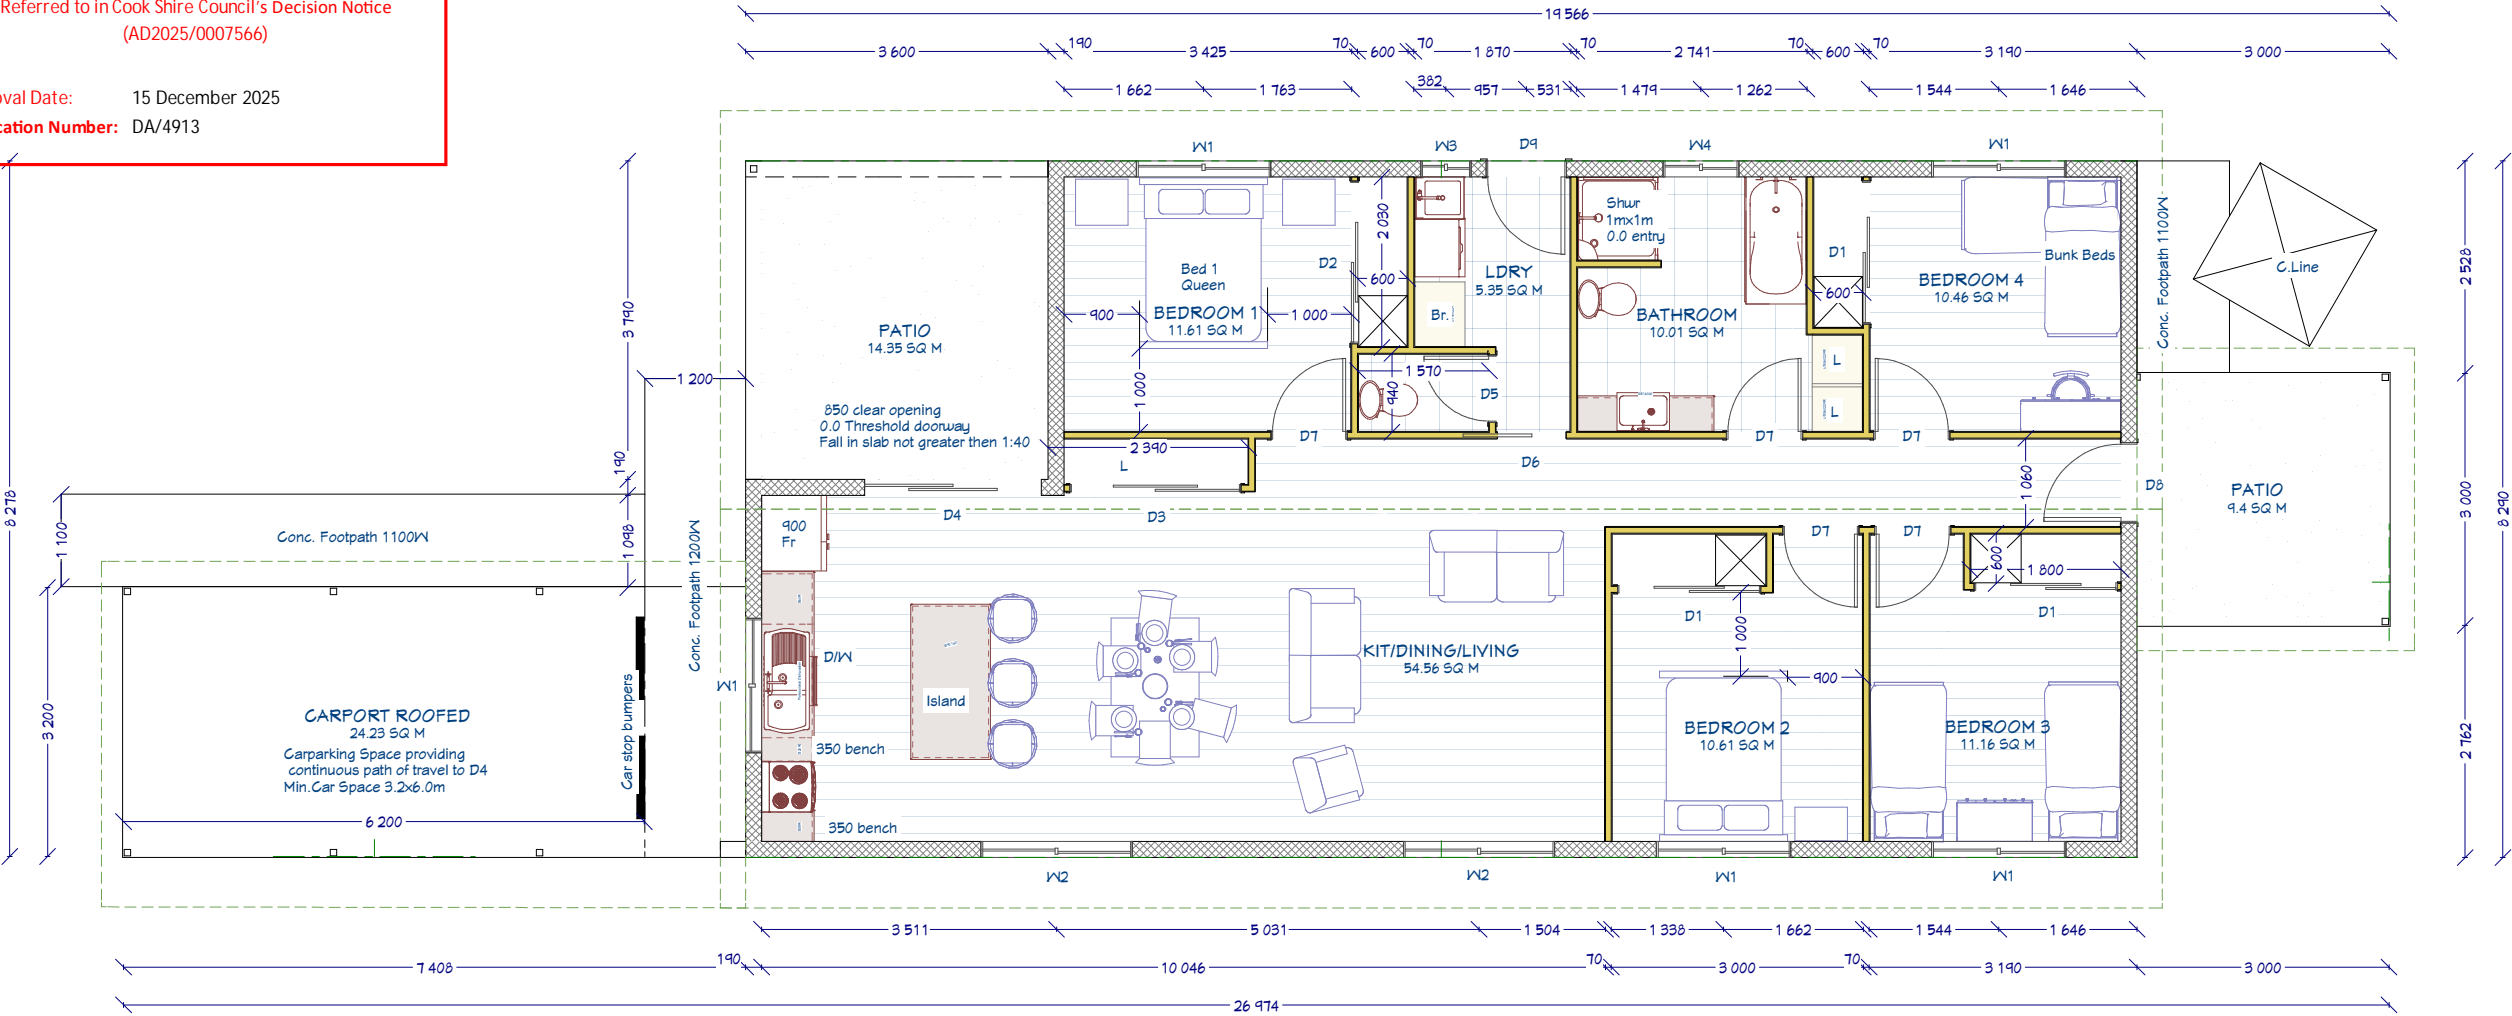 Referred to in Cook Shire Council's Decision Notice
(AD2025/0007566)
oval Date: 15 December 2025
cation Number: DA/4913
19 566
3 600 190 3 425 70 600 70 1 870 70 2 741 70 600 70 3 190 3 000
1 662 1 763 382 957 531 1 479 1 262 1 544 1 646
W1 W3 D9 W4 W1
8 278
3 790
190
1 098
1 100
3 200
1 200
PATIO
14.35 SQ M
850 clear opening
0.0 Threshold doorway
Fall in slab not greater then 1:40
Bed 1
Queen
BEDROOM 1
11.61 SQ M
900
1 000
1 000
D2
2 030
600
LDRY
5.35 SQ M
Br.
1 570
940
D5
Shwr
1mx1m
0.0 entry
BATHROOM
10.01 SQ M
D1
600
L
L
BEDROOM 4
10.46 SQ M
Bunk Beds
Conc. Footpath 1100W
C.Line
2 528
3 000
2 762
8 290
D7 D7 D7
2 390
L
D6
1 060
D8
PATIO
9.4 SQ M
D4 D3
D7 D7
Conc. Footpath 1100W
Conc. Footpath 1200W
900
Fr
D/W
W1
Island
350 bench
350 bench
KIT/DINING/LIVING
54.56 SQ M
D1
1 000
900
BEDROOM 2
10.61 SQ M
600
1 800
D1
BEDROOM 3
11.16 SQ M
CARPORT ROOFED
24.23 SQ M
Carparking Space providing
continuous path of travel to D4
Min.Car Space 3.2x6.0m
Car stop bumpers
6 200
W2 W2 W1 W1
3 511 5 031 1 504 1 338 1 662 1 544 1 646
7 408 190 10 046 70 3 000 70 3 190 3 000
26 974